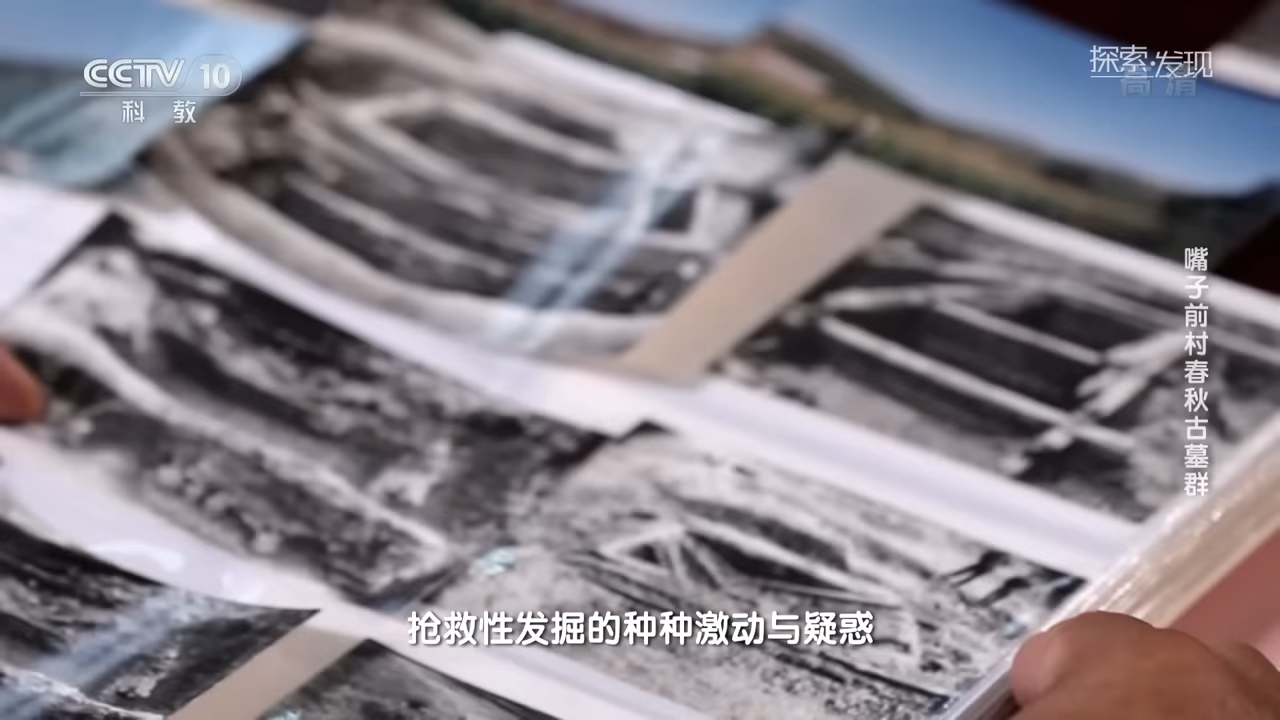 CCTV 10
科 教
探索·发现
高清
嘴子前村春秋古墓群
抢救性发掘的种种激动与疑惑